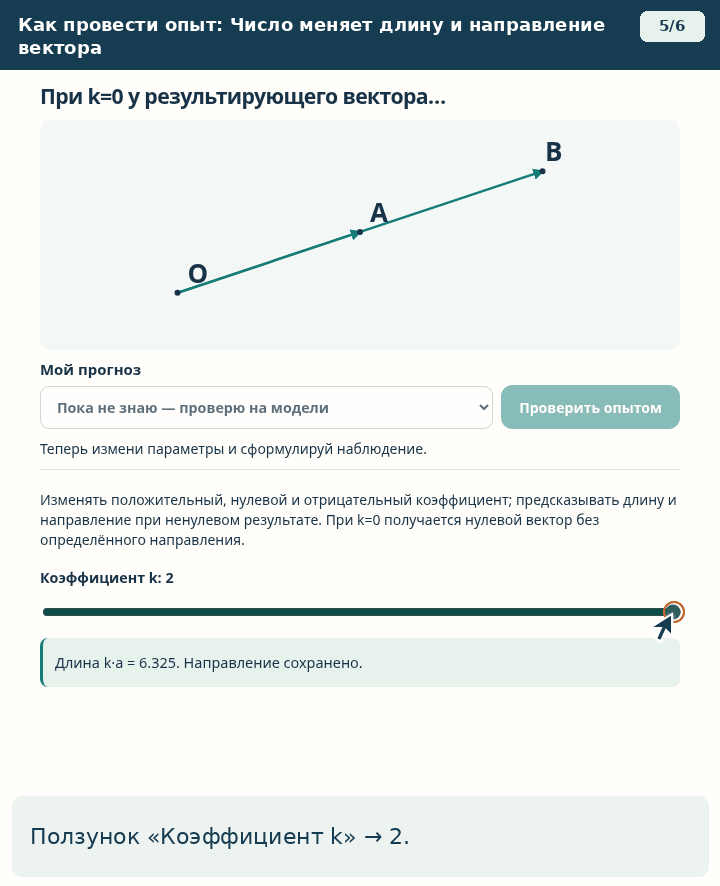 Как провести опыт: Число меняет длину и направление
вектора
5/6
При k=0 у результирующего вектора…
B
A
O
Мой прогноз
Пока не знаю — проверю на модели
Проверить опытом
Теперь измени параметры и сформулируй наблюдение.
Изменять положительный, нулевой и отрицательный коэффициент; предсказывать длину и
направление при ненулевом результате. При k=0 получается нулевой вектор без
определённого направления.
Коэффициент k: 2
Длина k·a = 6.325. Направление сохранено.
Ползунок «Коэффициент k» → 2.